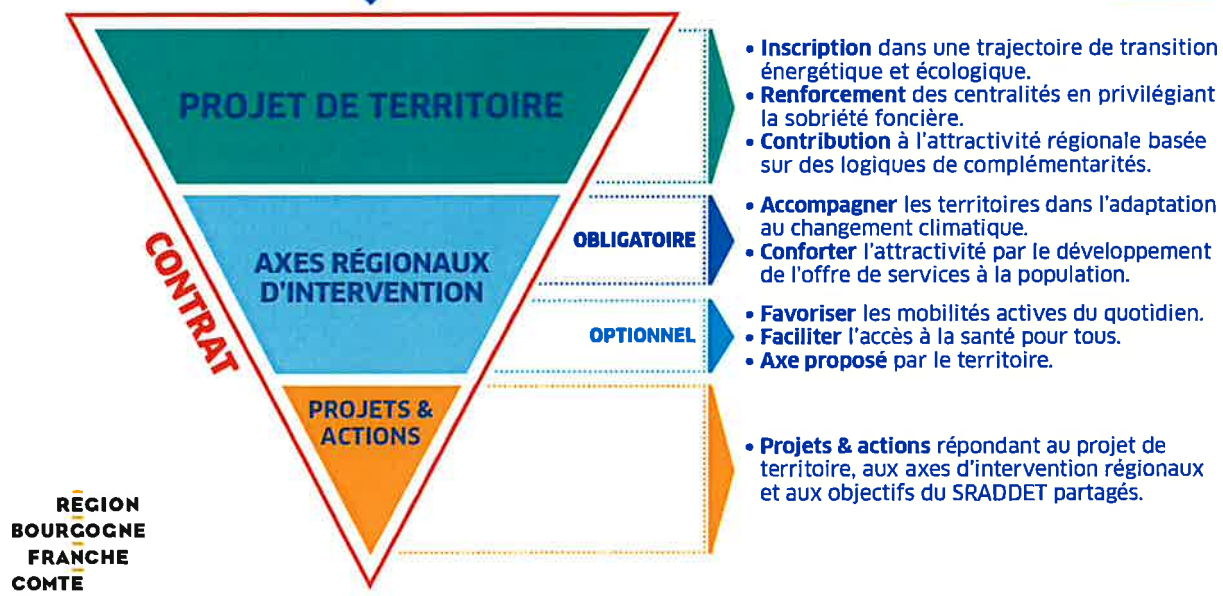 PROJET DE TERRITOIRE
• Inscription dans une trajectoire de transition
énergétique et écologique.
• Renforcement des centralités en privilégiant
la sobriété foncière.
• Contribution à l'attractivité régionale basée
sur des logiques de complémentarités.
CONTRAT
AXES RÉGIONAUX
D'INTERVENTION
OBLIGATOIRE
• Accompagner les territoires dans l'adaptation
au changement climatique.
• Conforter l'attractivité par le développement
de l'offre de services à la population.
OPTIONNEL
• Favoriser les mobilités actives du quotidien.
• Faciliter l'accès à la santé pour tous.
• Axe proposé par le territoire.
PROJETS &
ACTIONS
• Projets & actions répondant au projet de
territoire, aux axes d'intervention régionaux
et aux objectifs du SRADDET partagés.
RÉGION
BOURGOGNE
FRANCHE
COMTÉ